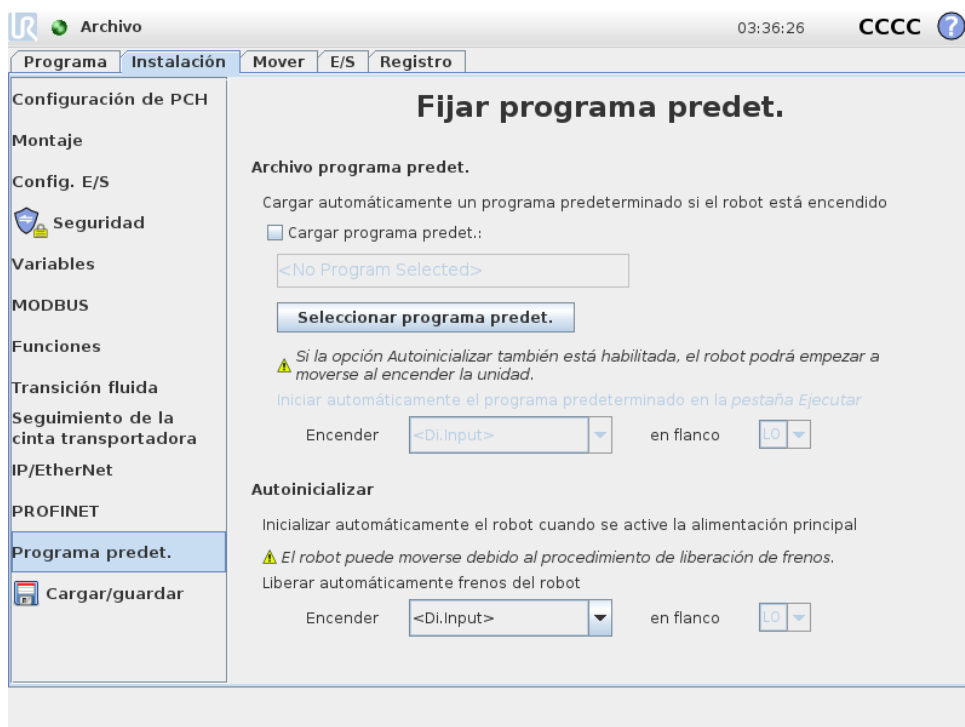 UR Archivo 03:36:26 CCCC ?
Programa Instalación Mover E/S Registro
Configuración de PCH
Montaje
Config. E/S
Seguridad
Variables
MODBUS
Funciones
Transición fluida
Seguimiento de la
cinta transportadora
IP/EtherNet
PROFINET
Programa predet.
Cargar/guardar
Fijar programa predet.
Archivo programa predet.
Cargar automáticamente un programa predeterminado si el robot está encendido
Cargar programa predet.:
<No Program Selected>
Seleccionar programa predet.
Si la opción Autoinicializar también está habilitada, el robot podrá empezar a
moverse al encender la unidad.
Iniciar automáticamente el programa predeterminado en la pestaña Ejecutar
Encender <Di.Input> en flanco LO
Autoinicializar
Inicializar automáticamente el robot cuando se active la alimentación principal
El robot puede moverse debido al procedimiento de liberación de frenos.
Liberar automáticamente frenos del robot
Encender <Di.Input> en flanco LO